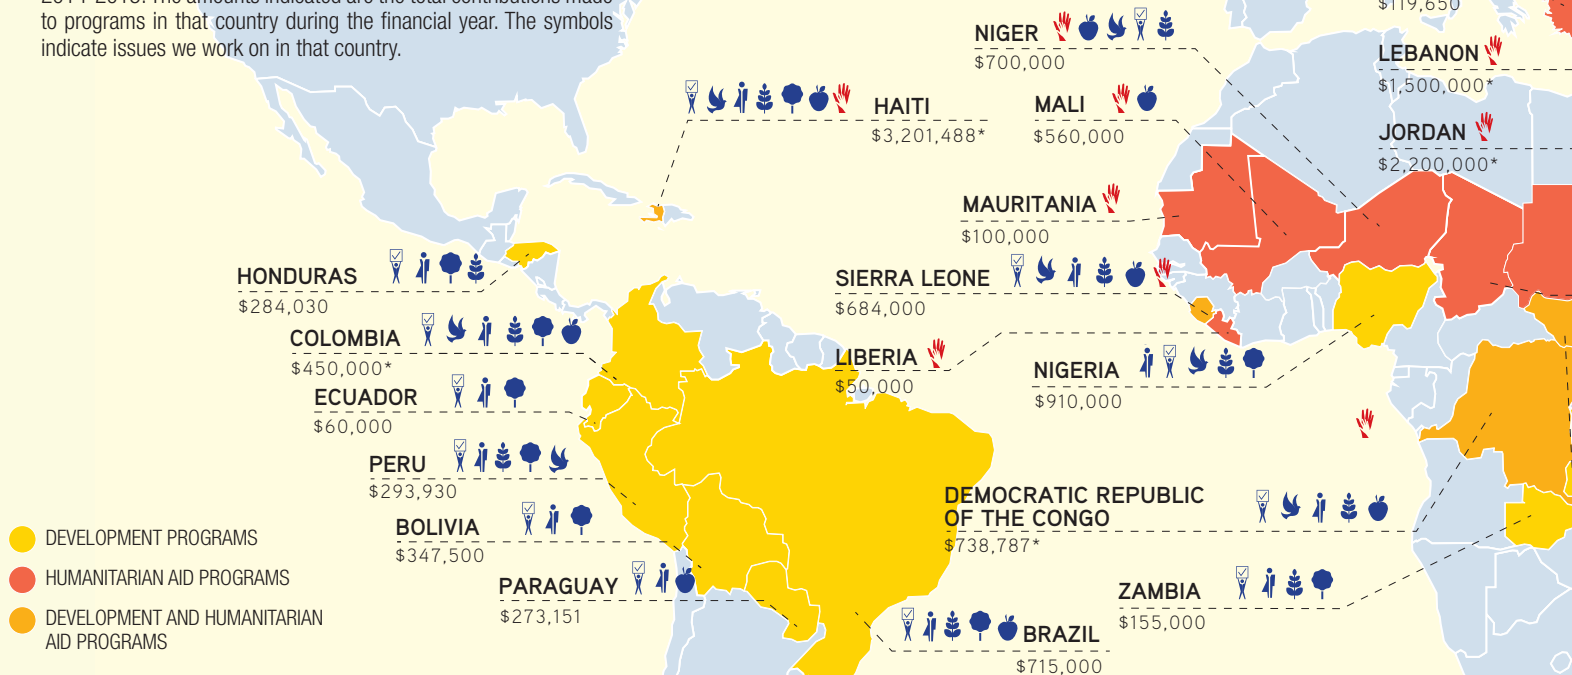 to programs in that country during the financial year. The symbols
indicate issues we work on in that country.
HAITI
$3,201,488*
NIGER
$700,000
MALI
$560,000
$119,650
LEBANON
$1,500,000*
JORDAN
$2,200,000*
MAURITANIA
$100,000
SIERRA LEONE
$684,000
LIBERIA
$50,000
NIGERIA
$910,000
HONDURAS
$284,030
COLOMBIA
$450,000*
ECUADOR
$60,000
PERU
$293,930
BOLIVIA
$347,500
PARAGUAY
$273,151
BRAZIL
$715,000
DEMOCRATIC REPUBLIC
OF THE CONGO
$738,787*
ZAMBIA
$155,000
DEVELOPMENT PROGRAMS
HUMANITARIAN AID PROGRAMS
DEVELOPMENT AND HUMANITARIAN
AID PROGRAMS